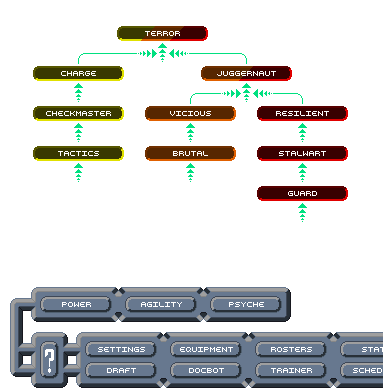 TERROR
CHARGE JUGGERNAUT
CHECKMASTER VICIOUS RESILIENT
TACTICS BRUTAL STALWART
GUARD
POWER AGILITY PSYCHE
? SETTINGS EQUIPMENT ROSTERS STAT
DRAFT DOCBOT TRAINER SCHED